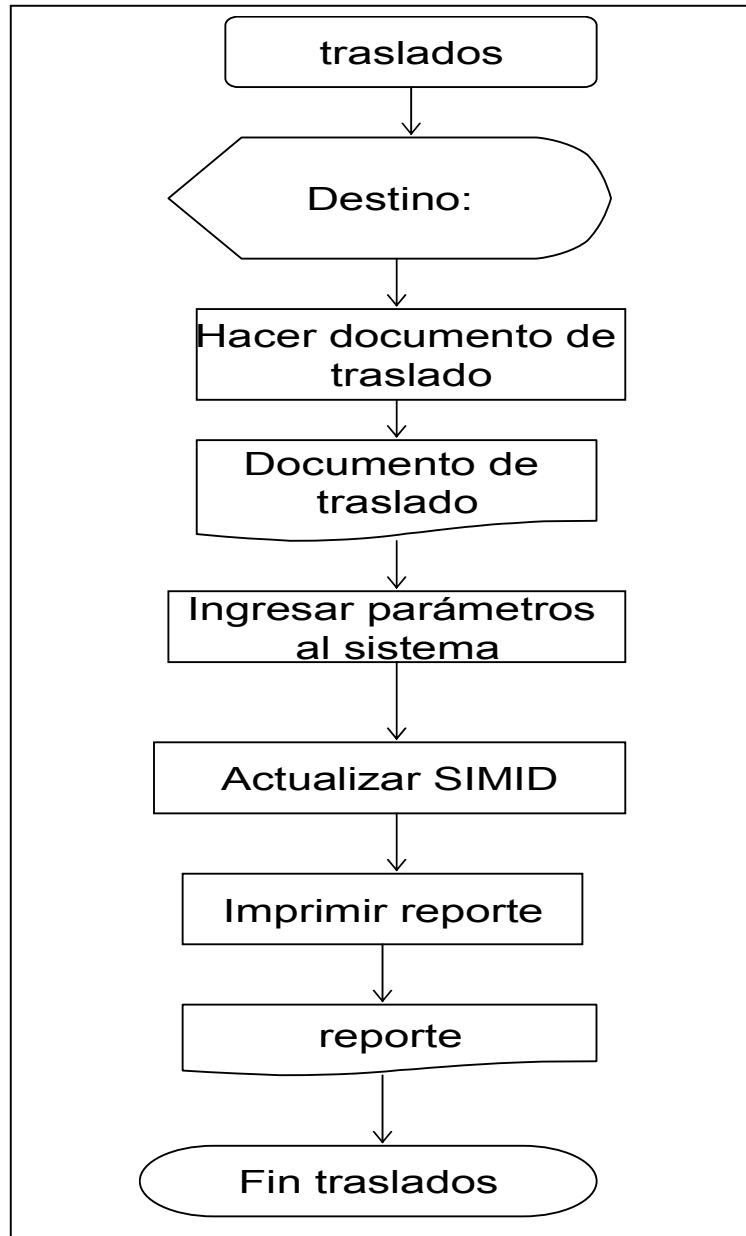 traslados
Destino:
Hacer documento de
traslado
Documento de
traslado
Ingresar parámetros
al sistema
Actualizar SIMID
Imprimir reporte
reporte
Fin traslados